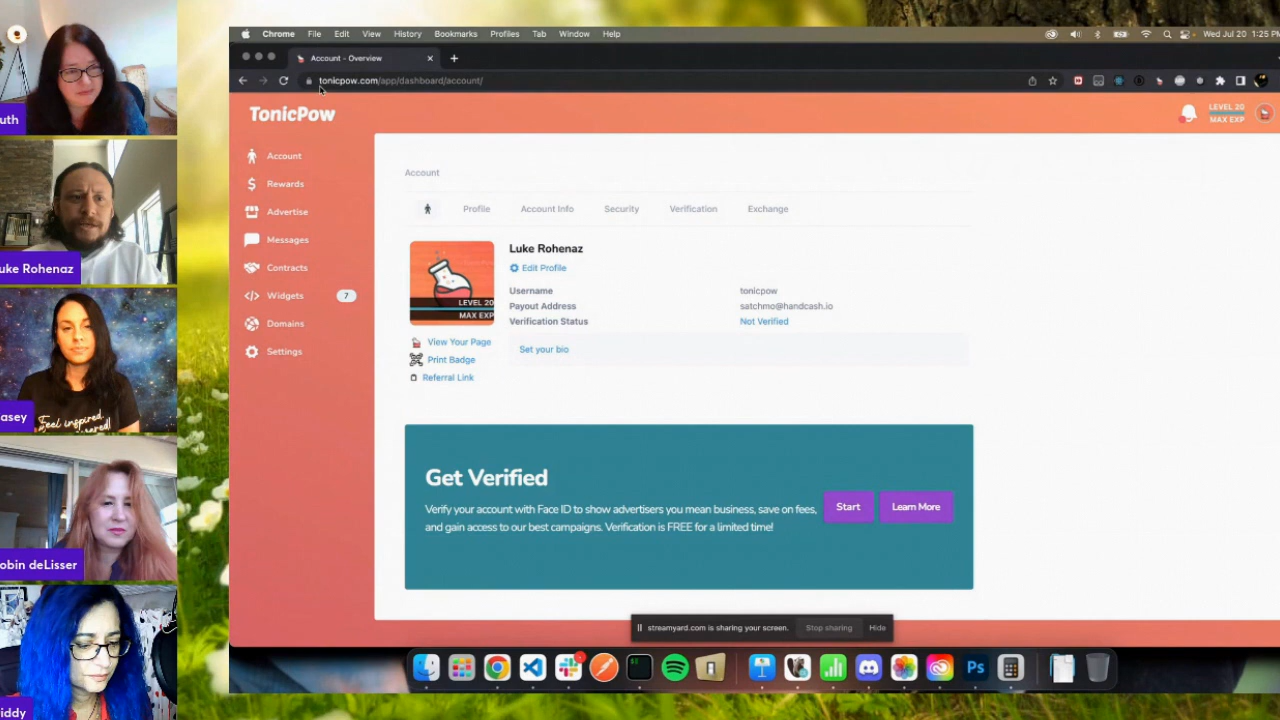 uth
uke Rohenaz
asey
Feel inspired.
obin deLisser
iddy
Chrome File Edit View History Bookmarks Profiles Tab Window Help
Wed Jul 20 1:25 PM
Account - Overview
tonicpow.com/app/dashboard/account/
TonicPow
LEVEL 20
MAX EXP
Account
Rewards
Advertise
Messages
Contracts
Widgets 7
Domains
Settings
Account
Profile Account Info Security Verification Exchange
LEVEL 20
MAX EXP
View Your Page
Print Badge
Referral Link
Luke Rohenaz
Edit Profile
Username tonicpow
Payout Address satchmo@handcash.io
Verification Status Not Verified
Set your bio
Get Verified
Verify your account with Face ID to show advertisers you mean business, save on fees,
and gain access to our best campaigns. Verification is FREE for a limited time!
Start Learn More
streamyard.com is sharing your screen. Stop sharing Hide
Ps